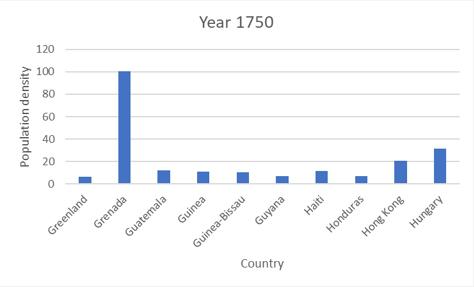 Year 1750
Population density
120
100
80
60
40
20
0
Greenland
Grenada
Guatemala
Guinea
Guinea-Bissau
Guyana
Haiti
Honduras
Hong Kong
Hungary
Country